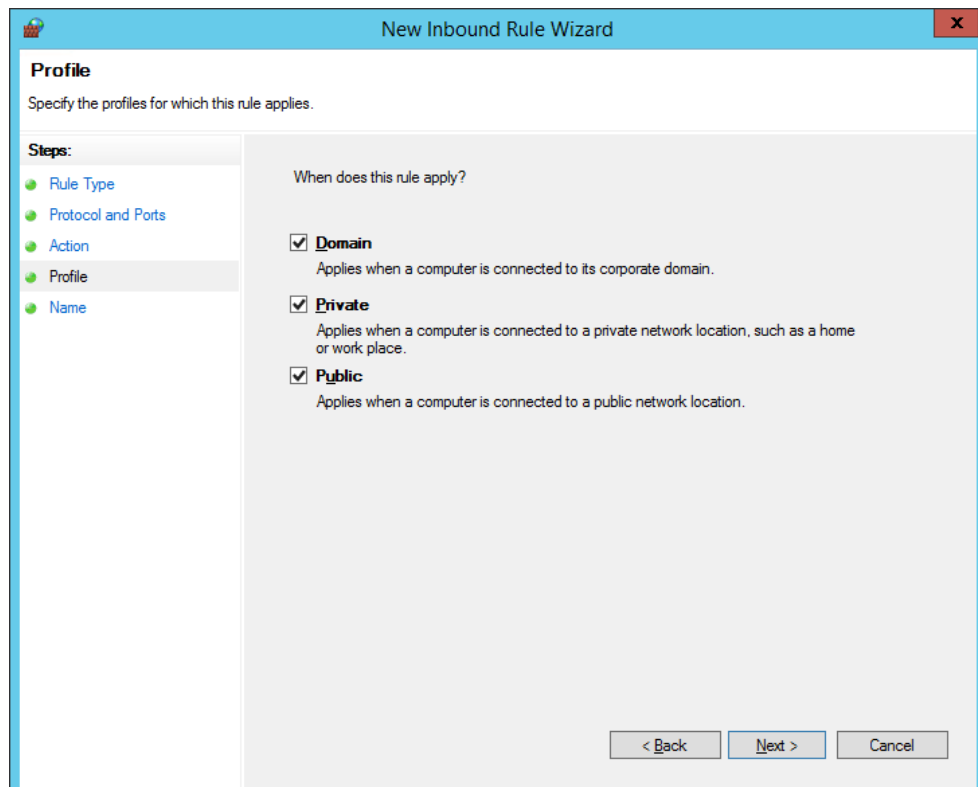 New Inbound Rule Wizard
x
Profile
Specify the profiles for which this rule applies.
Steps:
Rule Type
Protocol and Ports
Action
Profile
Name
When does this rule apply?
Domain
Applies when a computer is connected to its corporate domain.
Private
Applies when a computer is connected to a private network location, such as a home
or work place.
Public
Applies when a computer is connected to a public network location.
< Back
Next >
Cancel